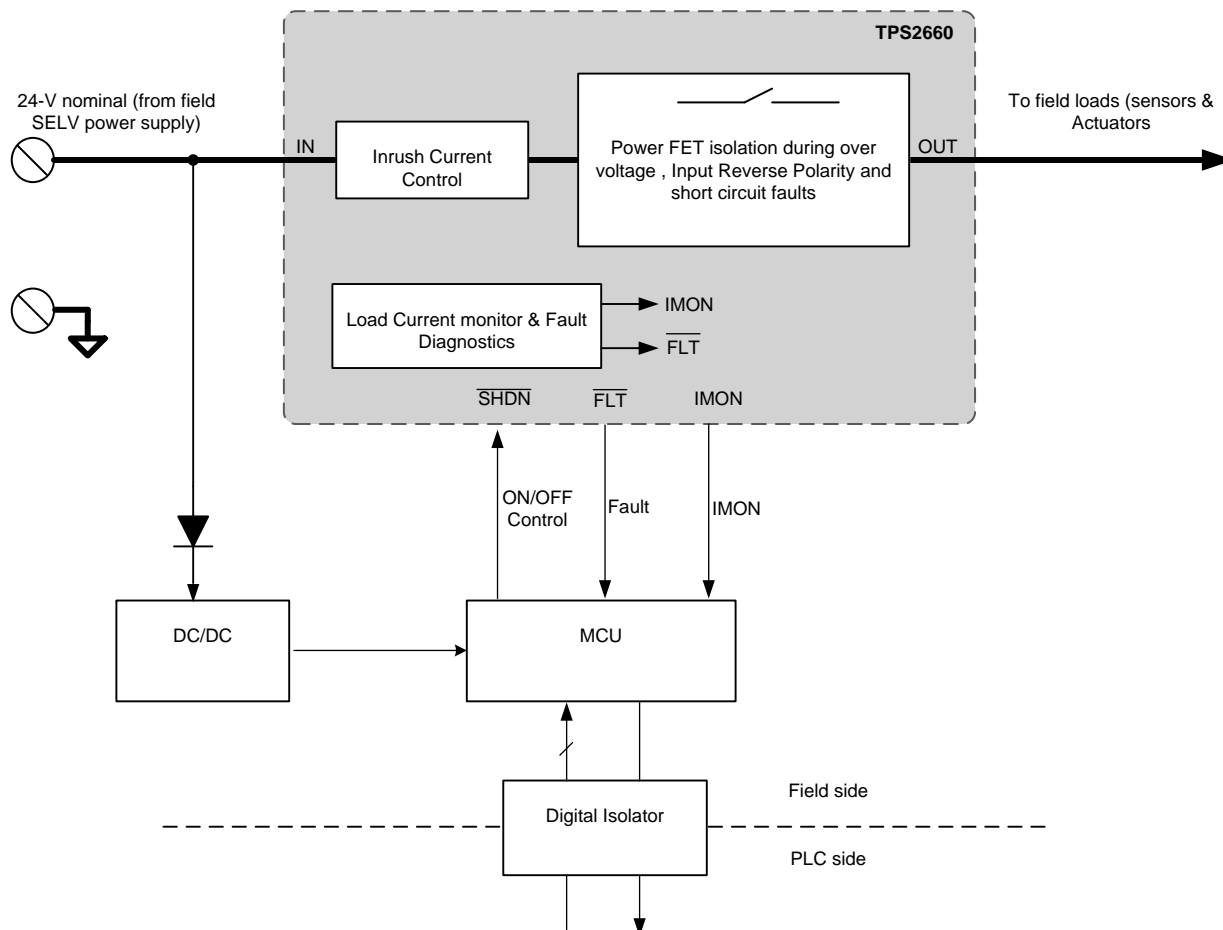 TPS2660
24-V nominal (from field
SELV power supply)
IN
Inrush Current
Control
Power FET isolation during over
voltage , Input Reverse Polarity and
short circuit faults
OUT
To field loads (sensors &
Actuators
Load Current monitor & Fault
Diagnostics
IMON
FLT
SHDN
FLT
IMON
ON/OFF
Control
Fault
IMON
DC/DC
MCU
Digital Isolator
Field side
PLC side